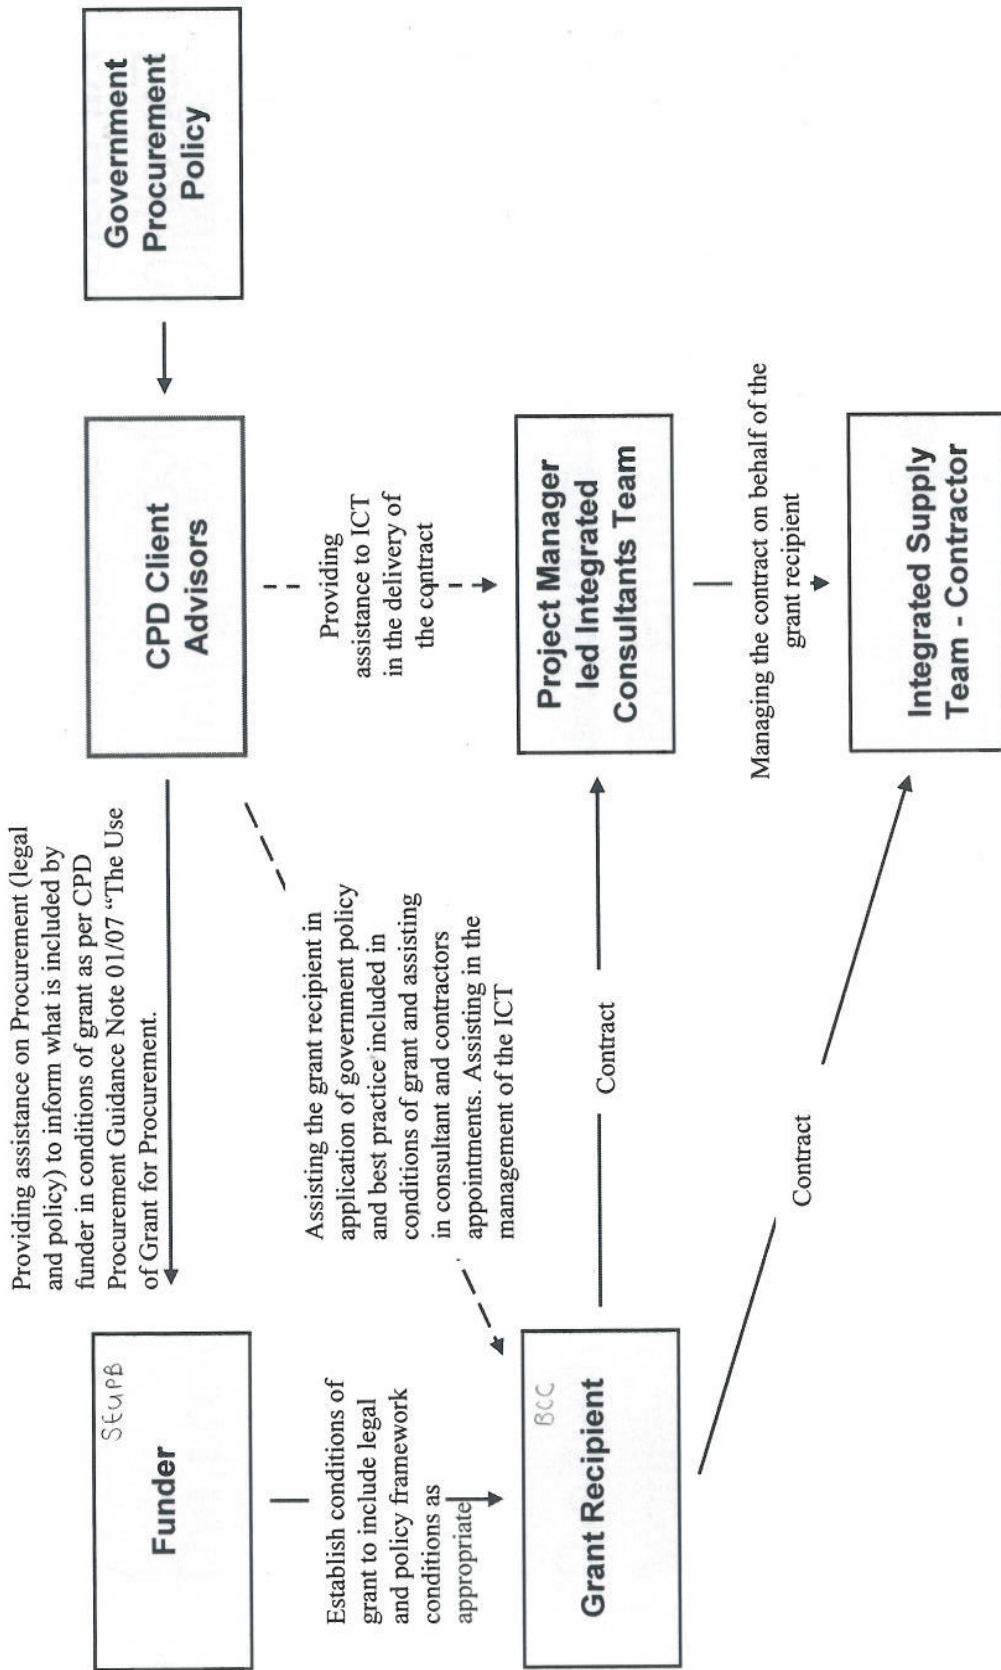 Providing assistance on Procurement (legal
and policy) to inform what is included by
funder in conditions of grant as per CPD
Procurement Guidance Note 01/07 “The Use
of Grant for Procurement.
SEUPB
Funder
CPD Client
Advisors
Government
Procurement
Policy
Establish conditions of
grant to include legal
and policy framework
conditions as
appropriate
Assisting the grant recipient in
application of government policy
and best practice included in
conditions of grant and assisting
in consultant and contractors
appointments. Assisting in the
management of the ICT
Providing
assistance to ICT
in the delivery of
the contract
BCC
Grant Recipient
Contract
Project Manager
led Integrated
Consultants Team
Managing the contract on behalf of the
grant recipient
Contract
Integrated Supply
Team - Contractor